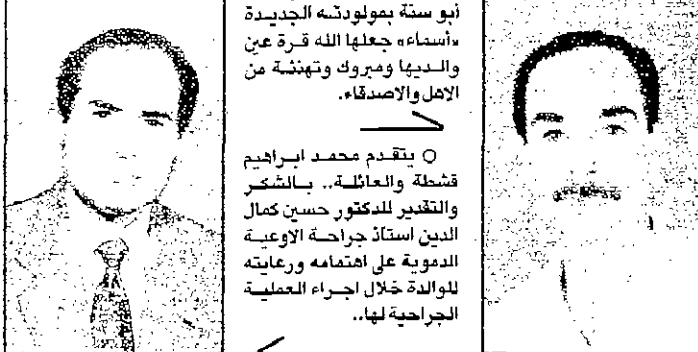 أبو ستة بمولودته الجديدة
«أسماء» جعلها الله قرة عين
والديها ومبروك وتهنئة من
الاهل والاصدقاء.
○ يتقدم محمد ابراهيم
قشطة والعائلة.. بالشكر
والتقدير للدكتور حسين كمال
الدين استاذ جراحة الاوعية
الدموية على اهتمامه ورعايته
للوالدة خلال اجراء العملية
الجراحية لها..